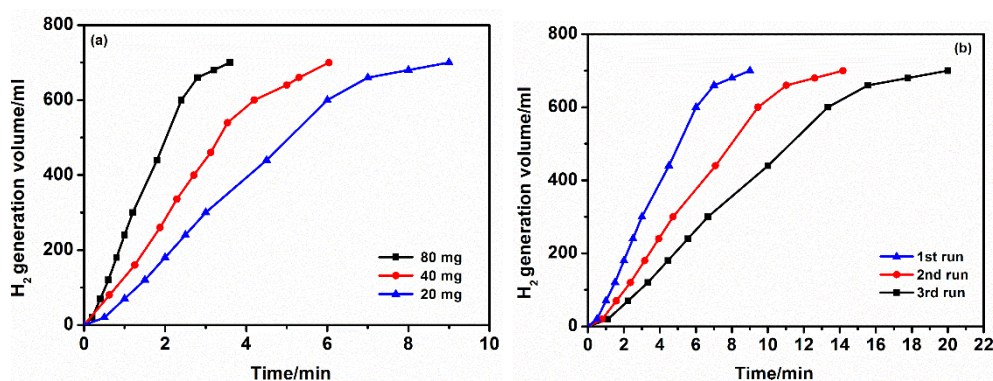 (a)
H2 generation volume/ml
800
600
400
200
0
80 mg
40 mg
20 mg
0 2 4 6 8 10
Time/min
(b)
H2 generation volume/ml
800
600
400
200
0
1st run
2nd run
3rd run
0 2 4 6 8 10 12 14 16 18 20 22
Time/min